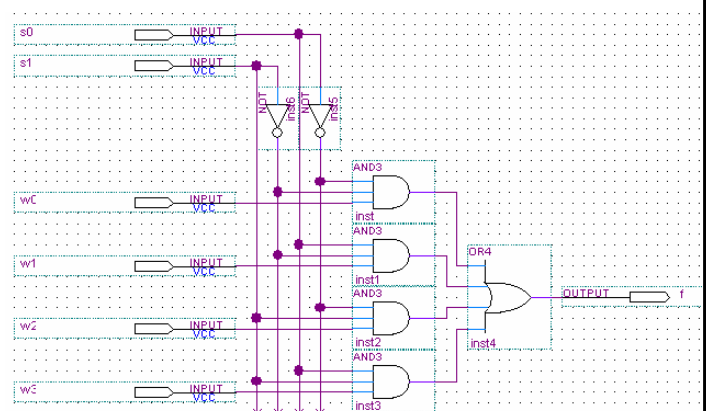 s0 INPUT
VCC
s1 INPUT
VCC
NOT inst6
NOT inst5
AND3
w0 INPUT
VCC
inst
AND3
w1 INPUT
VCC
inst1
OR4
OUTPUT f
AND3
w2 INPUT
VCC
inst2
inst4
AND3
w3 INPUT
VCC
inst3